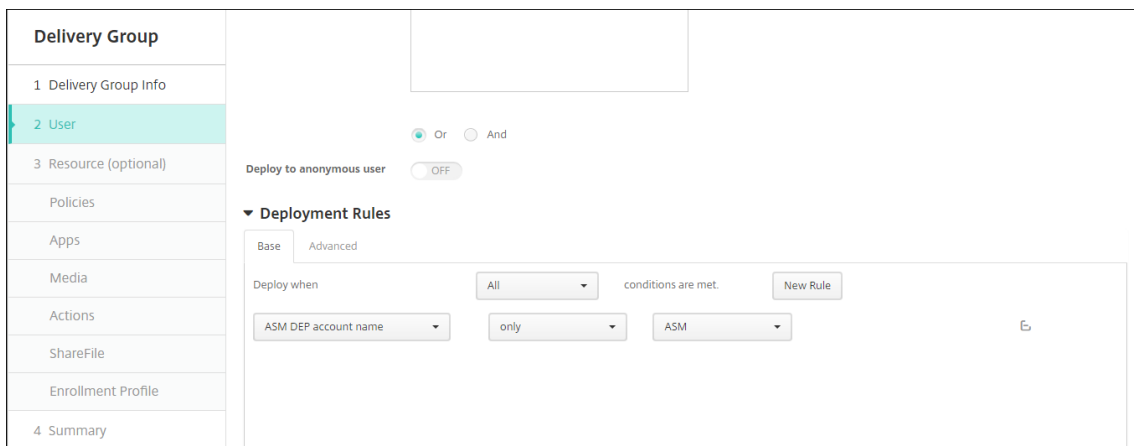 Delivery Group
1 Delivery Group Info
2 User
3 Resource (optional)
Policies
Apps
Media
Actions
ShareFile
Enrollment Profile
4 Summary
Or And
Deploy to anonymous user OFF
Deployment Rules
Base Advanced
Deploy when All conditions are met. New Rule
ASM DEP account name only ASM